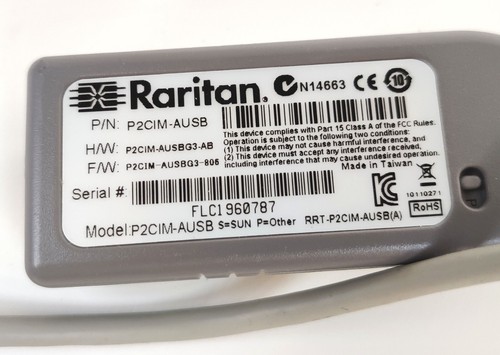 Raritan. N14663 CE 10
P/N: P2CIM-AUSB
This device complies with Part 15 Class A of the FCC Rules.
Operation is subject to the following two conditions:
H/W: P2CIM-AUSBG3-AB
(1) This device may not cause harmful interference, and
(2) This device must accept any interference received,
F/W: P2CIM-AUSBG3-806
including interference that may cause undesired operation.
Made in Taiwan
Serial #:
10110271
FLC1960787
RoHS
Model:P2CIM-AUSB S=SUN P=Other RRT-P2CIM-AUSB(A)